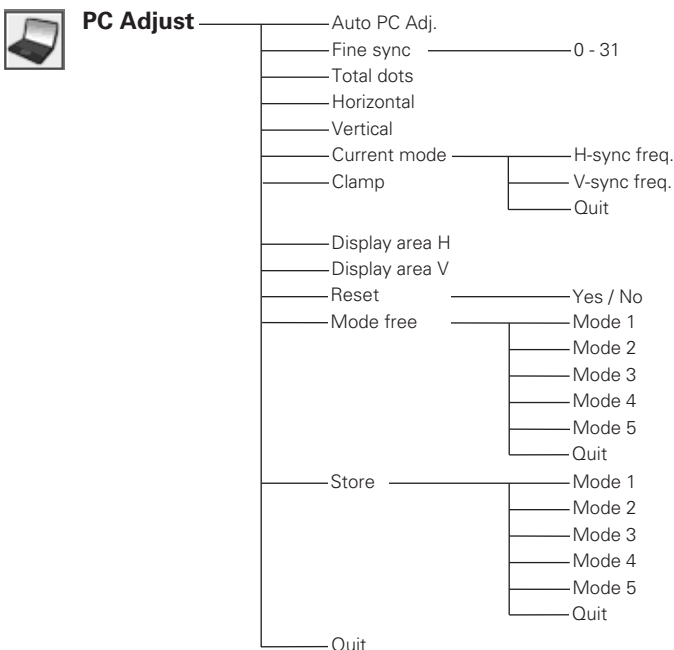 PC Adjust Auto PC Adj.
Fine sync 0 - 31
Total dots
Horizontal
Vertical
Current mode H-sync freq.
Clamp V-sync freq.
Quit
Display area H
Display area V
Reset Yes / No
Mode free Mode 1
Mode 2
Mode 3
Mode 4
Mode 5
Quit
Store Mode 1
Mode 2
Mode 3
Mode 4
Mode 5
Quit
Quit